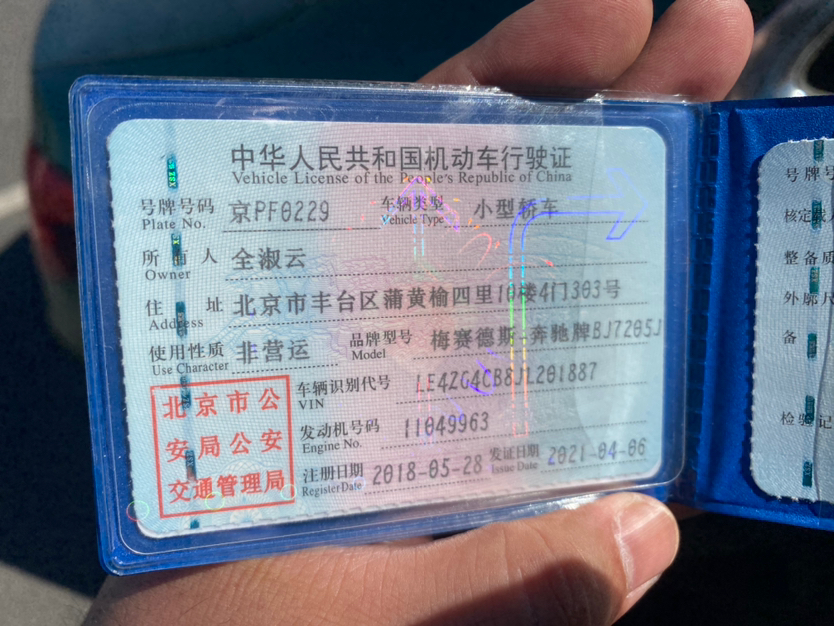 中华人民共和国机动车行驶证
Vehicle License of the People's Republic of China
号牌号码 京PF0229 车辆类型 小型轿车
Plate No. Vehicle Type
所有人 全淑云
Owner
住址 北京市丰台区蒲黄榆四里10楼4门303号
Address
使用性质 非营运 品牌型号 梅赛德斯-奔驰牌BJ7205J
Use Character Model
车辆识别代号 LE4ZG4CB8JL201887
VIN
发动机号码 11049963
Engine No.
注册日期 2018-05-28 发证日期 2021-04-06
Register Date Issue Date
北京市公
安局公安
交通管理局
号牌号
核定
整备质
外廓尺
备
检验记